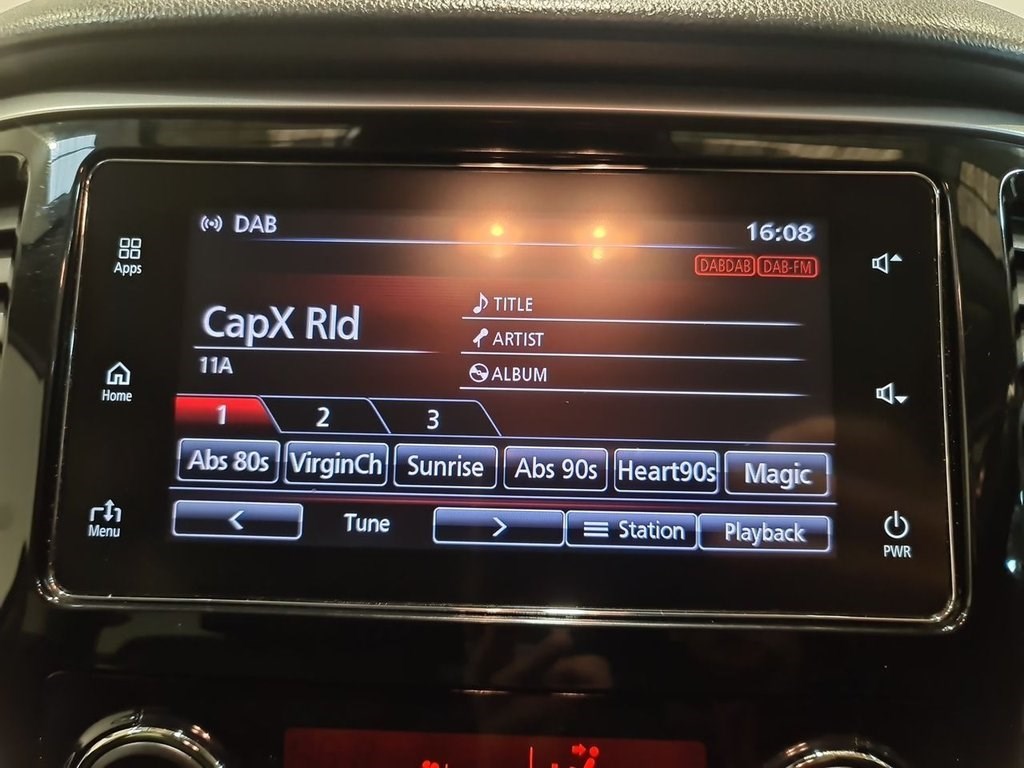 DAB 16:08
DABDAB DAB-FM
Apps
CapX Rld
11A
TITLE
ARTIST
ALBUM
Home
1 2 3
Abs 80s VirginCh Sunrise Abs 90s Heart90s Magic
< Tune > Station Playback
Menu
PWR